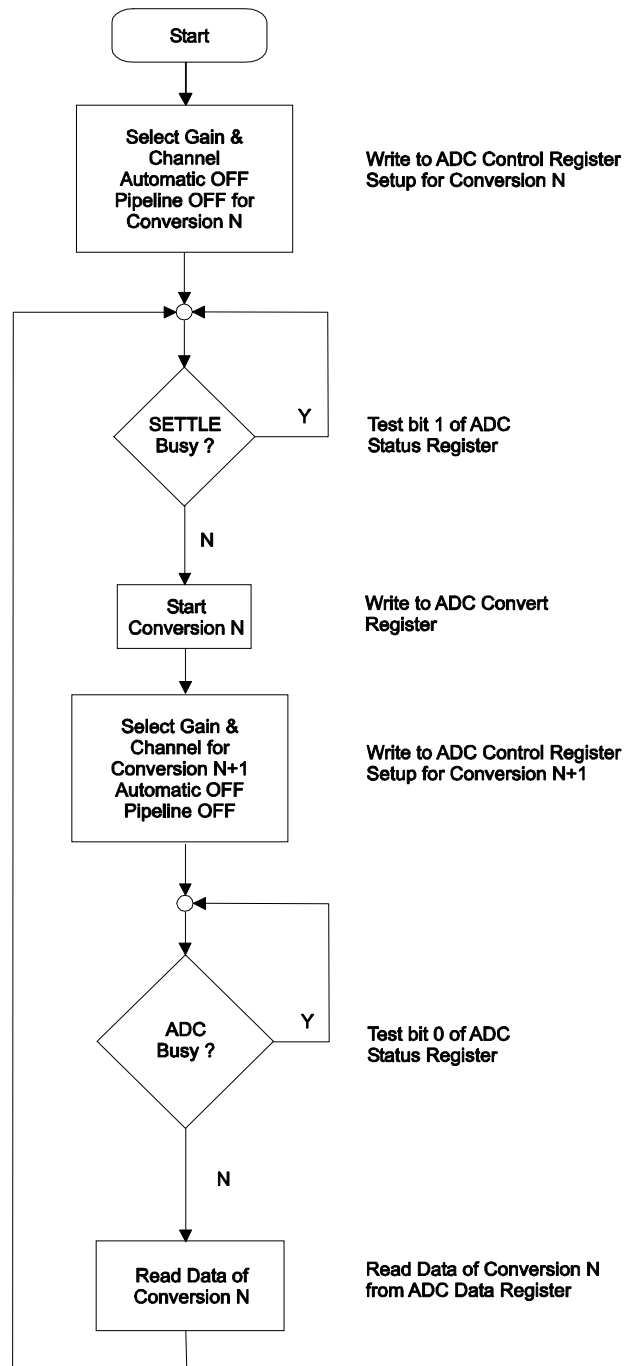 Start
Select Gain &
Channel
Automatic OFF
Pipeline OFF for
Conversion N
Write to ADC Control Register
Setup for Conversion N
SETTLE
Busy ?
Y
Test bit 1 of ADC
Status Register
N
Start
Conversion N
Write to ADC Convert
Register
Select Gain &
Channel for
Conversion N+1
Automatic OFF
Pipeline OFF
Write to ADC Control Register
Setup for Conversion N+1
ADC
Busy ?
Y
Test bit 0 of ADC
Status Register
N
Read Data of
Conversion N
Read Data of Conversion N
from ADC Data Register